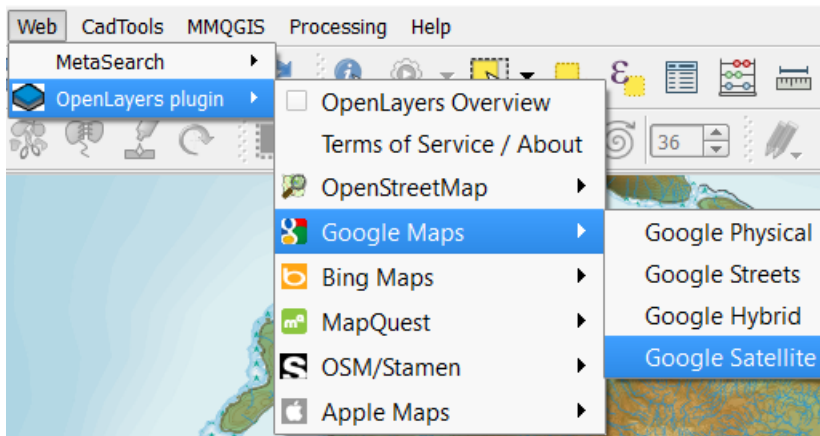 Web CadTools MMQGIS Processing Help
MetaSearch
OpenLayers plugin
OpenLayers Overview
Terms of Service / About
36
OpenStreetMap
Google Maps
Google Physical
Google Streets
Google Hybrid
Google Satellite
Bing Maps
MapQuest
OSM/Stamen
Apple Maps